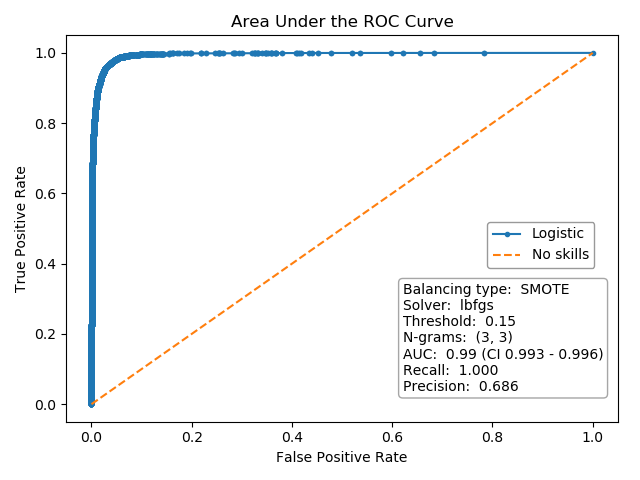 Area Under the ROC Curve
True Positive Rate
1.0
0.8
0.6
0.4
0.2
0.0
Logistic
No skills
Balancing type:  SMOTE
Solver:  lbfgs
Threshold:  0.15
N-grams:  (3, 3)
AUC:  0.99 (CI 0.993 - 0.996)
Recall:  1.000
Precision:  0.686
0.0 0.2 0.4 0.6 0.8 1.0
False Positive Rate